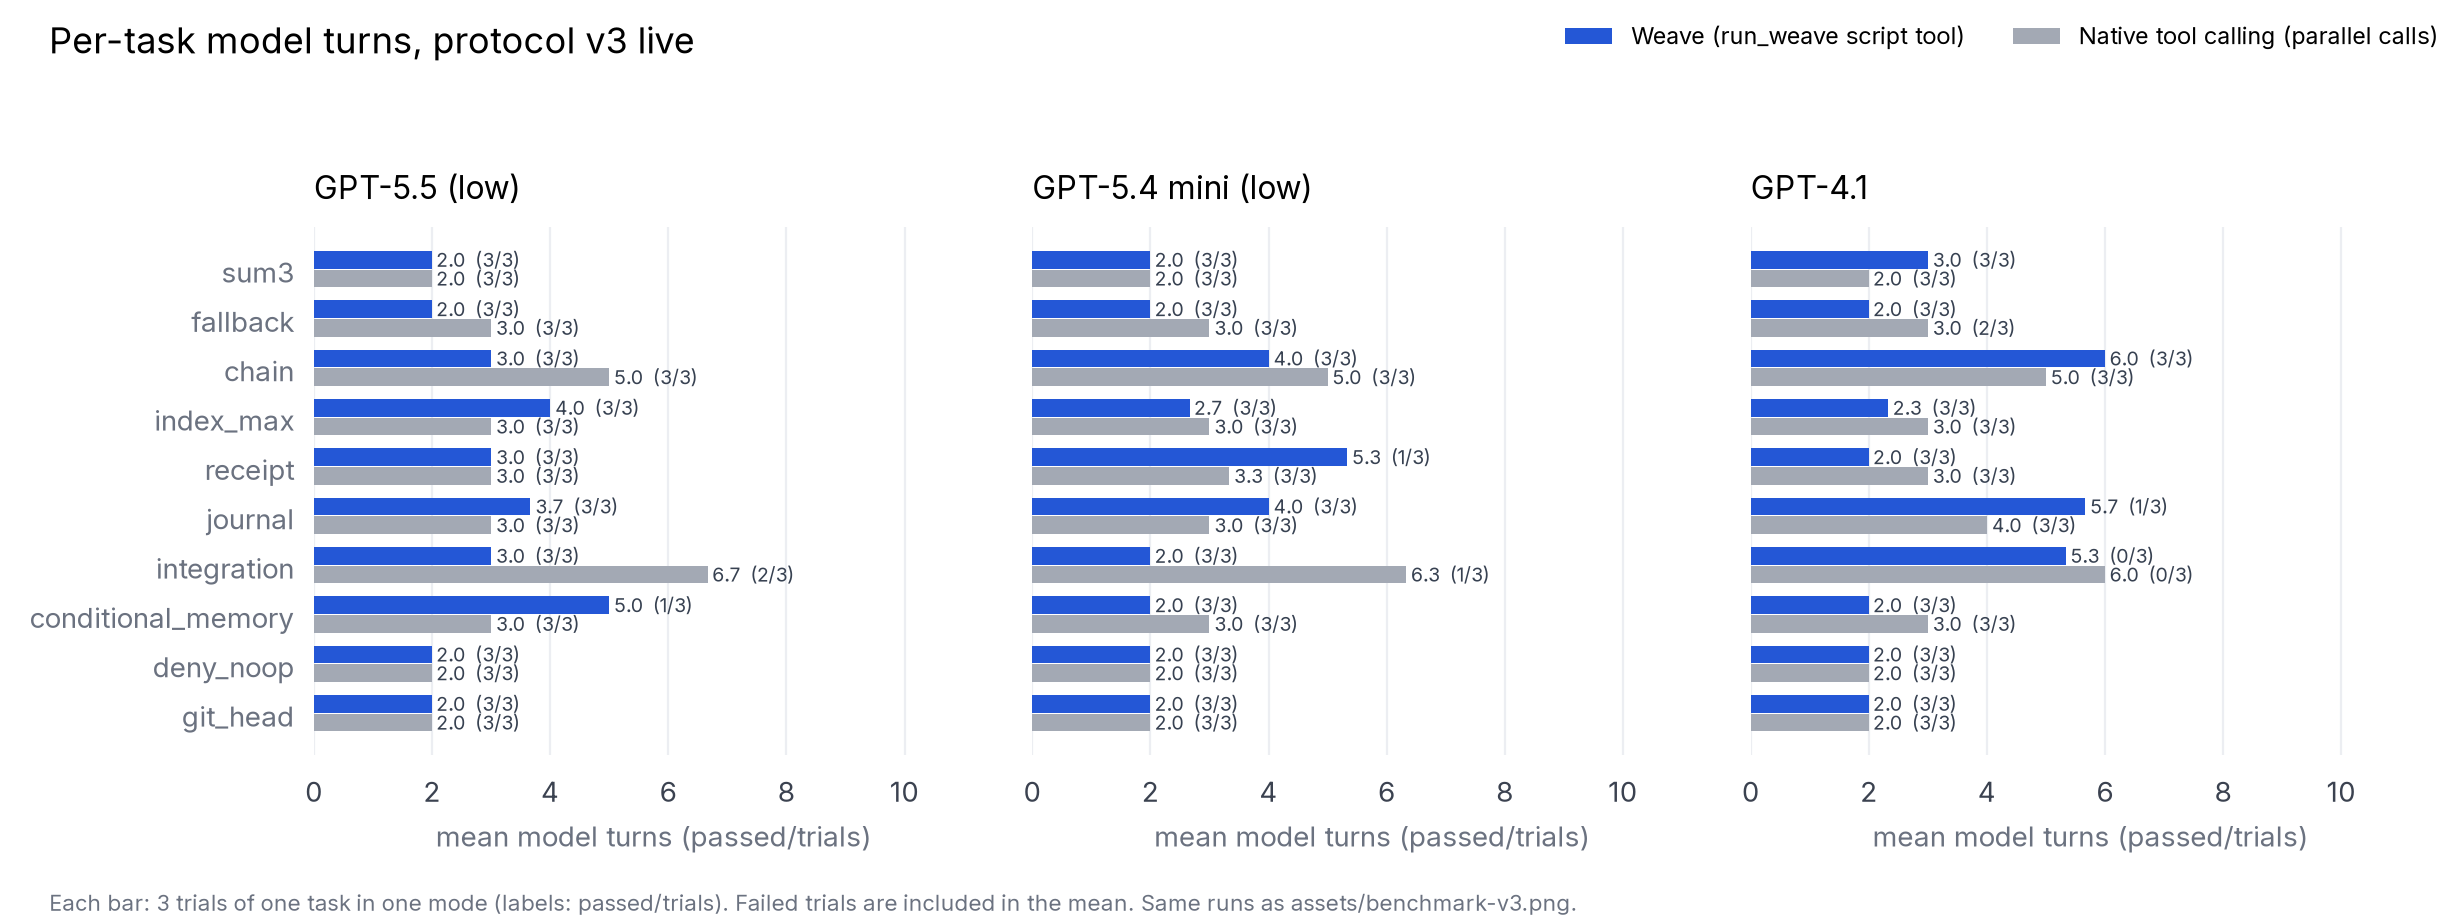 Per-task model turns, protocol v3 live
Weave (run_weave script tool)
Native tool calling (parallel calls)
GPT-5.5 (low)
GPT-5.4 mini (low)
GPT-4.1
sum3
2.0 (3/3)
2.0 (3/3)
2.0 (3/3)
2.0 (3/3)
3.0 (3/3)
2.0 (3/3)
fallback
2.0 (3/3)
3.0 (3/3)
2.0 (3/3)
3.0 (3/3)
2.0 (3/3)
3.0 (2/3)
chain
3.0 (3/3)
5.0 (3/3)
4.0 (3/3)
5.0 (3/3)
6.0 (3/3)
5.0 (3/3)
index_max
4.0 (3/3)
3.0 (3/3)
2.7 (3/3)
3.0 (3/3)
2.3 (3/3)
3.0 (3/3)
receipt
3.0 (3/3)
3.0 (3/3)
5.3 (1/3)
3.3 (3/3)
2.0 (3/3)
3.0 (3/3)
journal
3.7 (3/3)
3.0 (3/3)
4.0 (3/3)
3.0 (3/3)
5.7 (1/3)
4.0 (3/3)
integration
3.0 (3/3)
6.7 (2/3)
2.0 (3/3)
6.3 (1/3)
5.3 (0/3)
6.0 (0/3)
conditional_memory
5.0 (1/3)
3.0 (3/3)
2.0 (3/3)
3.0 (3/3)
2.0 (3/3)
3.0 (3/3)
deny_noop
2.0 (3/3)
2.0 (3/3)
2.0 (3/3)
2.0 (3/3)
2.0 (3/3)
2.0 (3/3)
git_head
2.0 (3/3)
2.0 (3/3)
2.0 (3/3)
2.0 (3/3)
2.0 (3/3)
2.0 (3/3)
0 2 4 6 8 10
0 2 4 6 8 10
0 2 4 6 8 10
mean model turns (passed/trials)
mean model turns (passed/trials)
mean model turns (passed/trials)
Each bar: 3 trials of one task in one mode (labels: passed/trials). Failed trials are included in the mean. Same runs as assets/benchmark-v3.png.